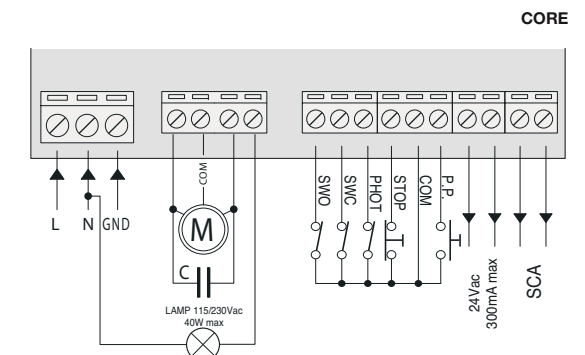 CORE
L N GND
COM
M
C
LAMP 115/230Vac
40W max
SWO
SWC
PHOT
STOP
COM
P.P.
24Vac
300mA max
SCA